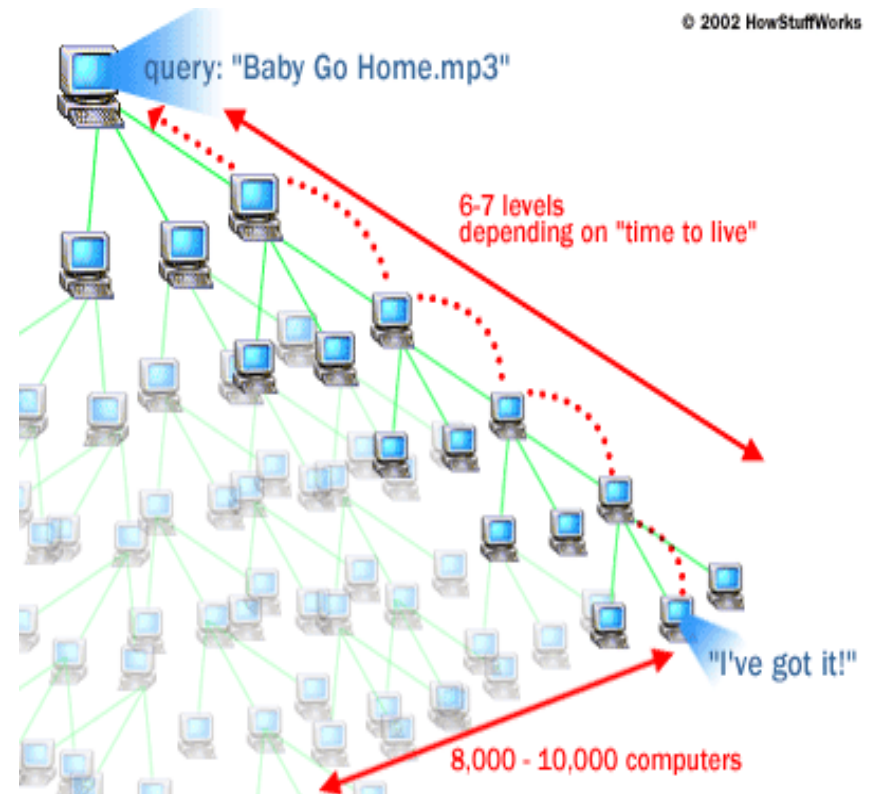 © 2002 HowStuffWorks
query: "Baby Go Home.mp3"
6-7 levels
depending on "time to live"
"I've got it!"
8,000 - 10,000 computers